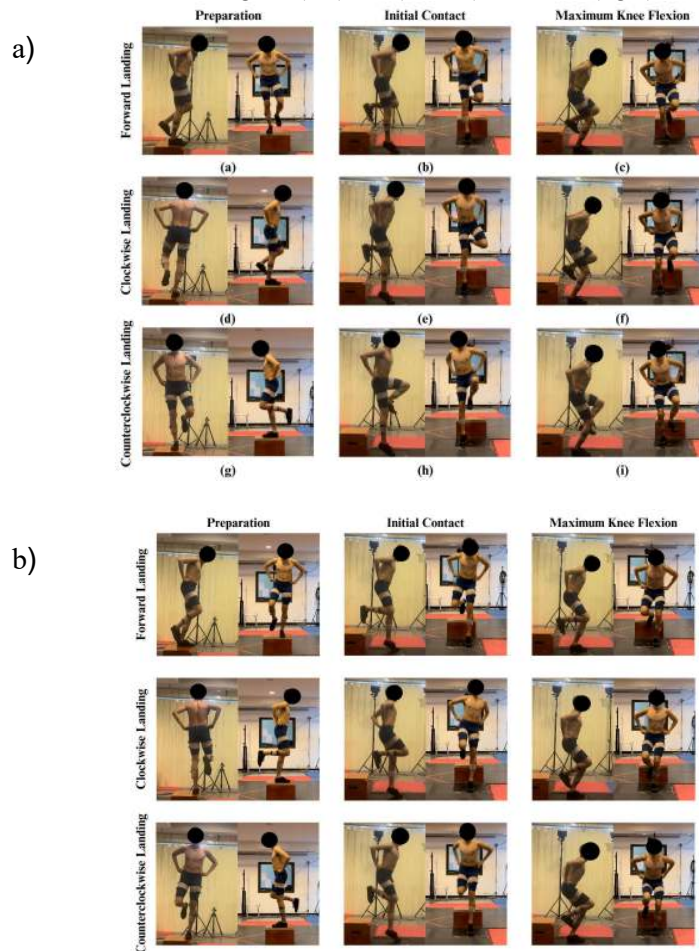 a)
Preparation Initial Contact Maximum Knee Flexion
Forward Landing
(a) (b) (c)
Clockwise Landing
(d) (e) (f)
Counterclockwise Landing
(g) (h) (i)
b)
Preparation Initial Contact Maximum Knee Flexion
Forward Landing
Clockwise Landing
Counterclockwise Landing